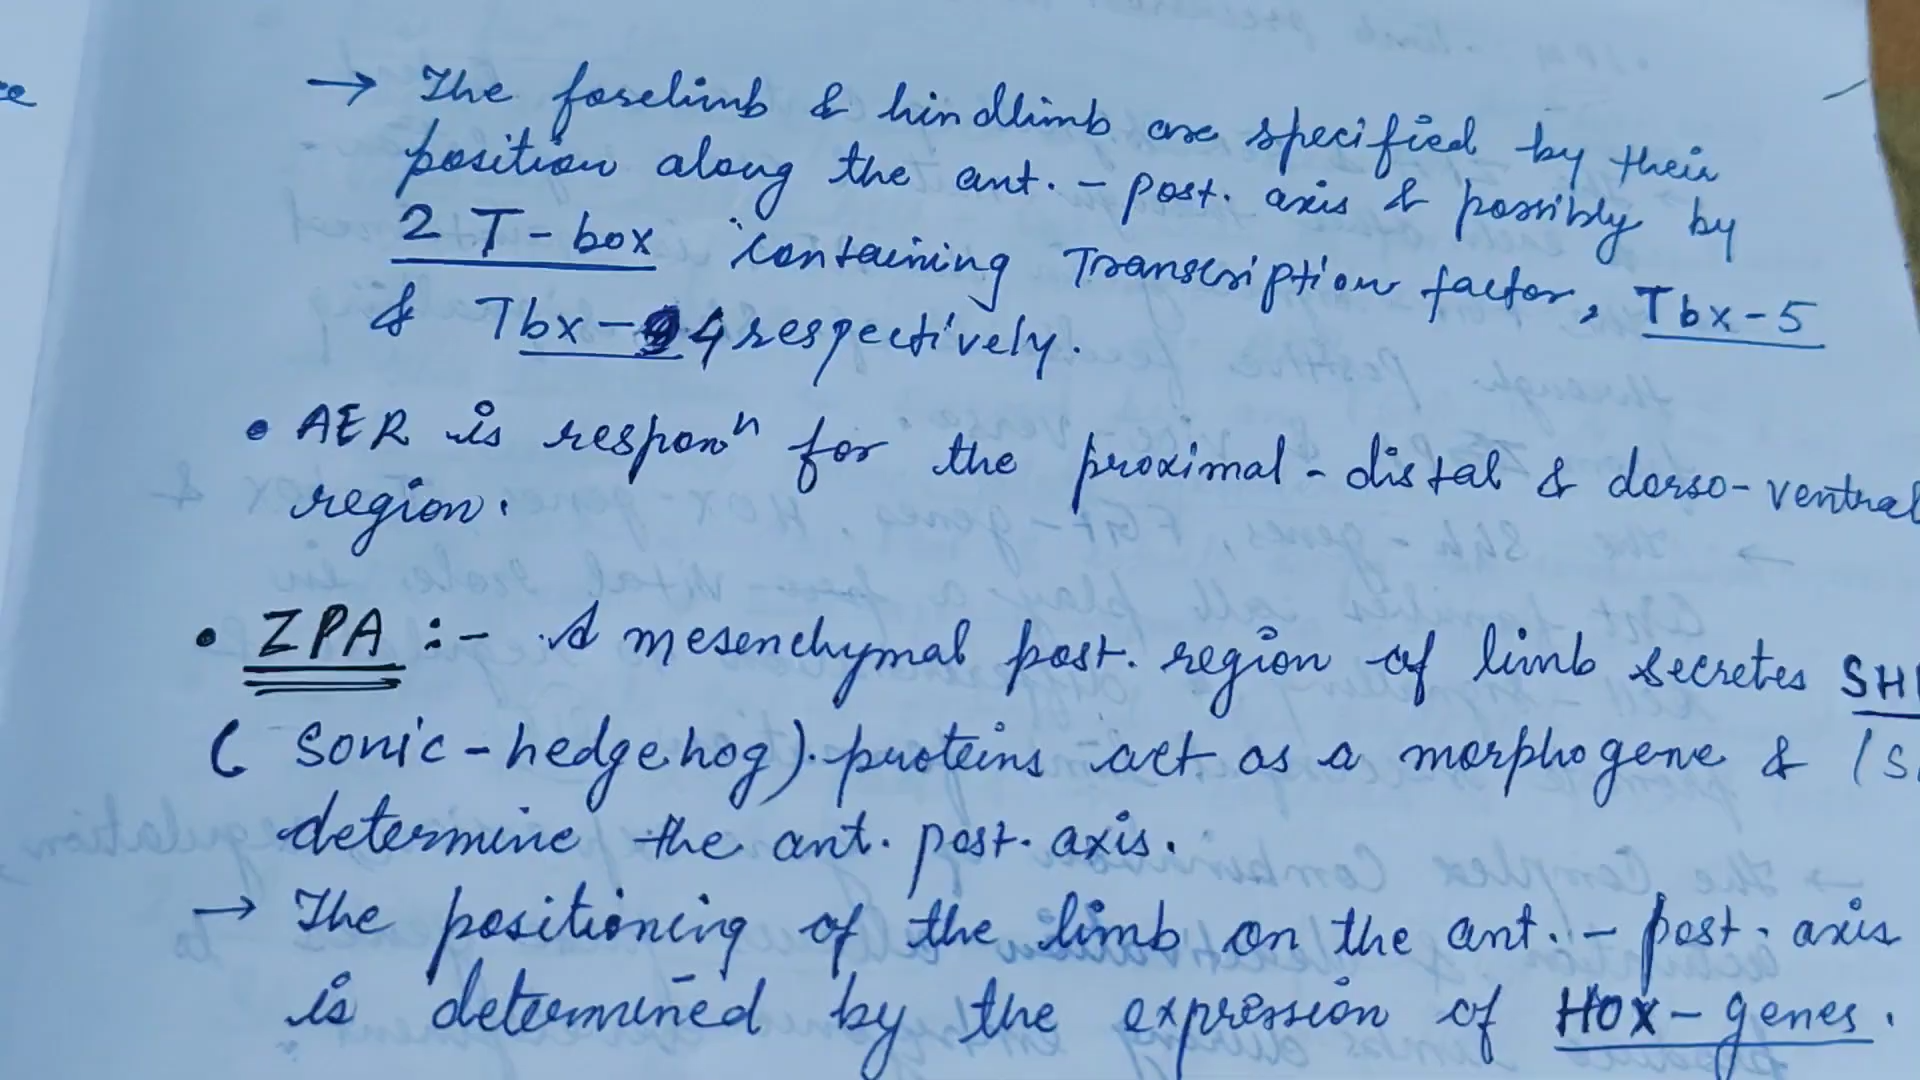 → The forelimb & hindlimb are specified by their
position along the ant. - post. axis & possibly by
2 T-box containing Transcription factor, Tbx-5
& Tbx-4 respectively.
• AER is responⁿ for the proximal-distal & dorso-ventral
region.
• ZPA :- A mesenchymal post. region of limb secretes SH
(Sonic-hedgehog). proteins act as a morphogene & (S
determine the ant. post. axis.
→ The positioning of the limb on the ant. - post. axis
is determined by the expression of HOX-genes.